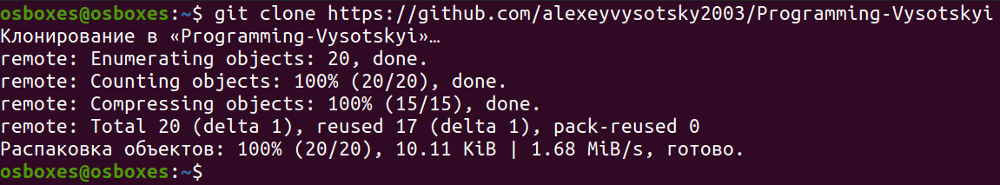 osboxes@osboxes:~$ git clone https://github.com/alexeyvysotsky2003/Programming-Vysotskyi
Клонирование в «Programming-Vysotskyi»…
remote: Enumerating objects: 20, done.
remote: Counting objects: 100% (20/20), done.
remote: Compressing objects: 100% (15/15), done.
remote: Total 20 (delta 1), reused 17 (delta 1), pack-reused 0
Распаковка объектов: 100% (20/20), 10.11 KiB | 1.68 MiB/s, готово.
osboxes@osboxes:~$